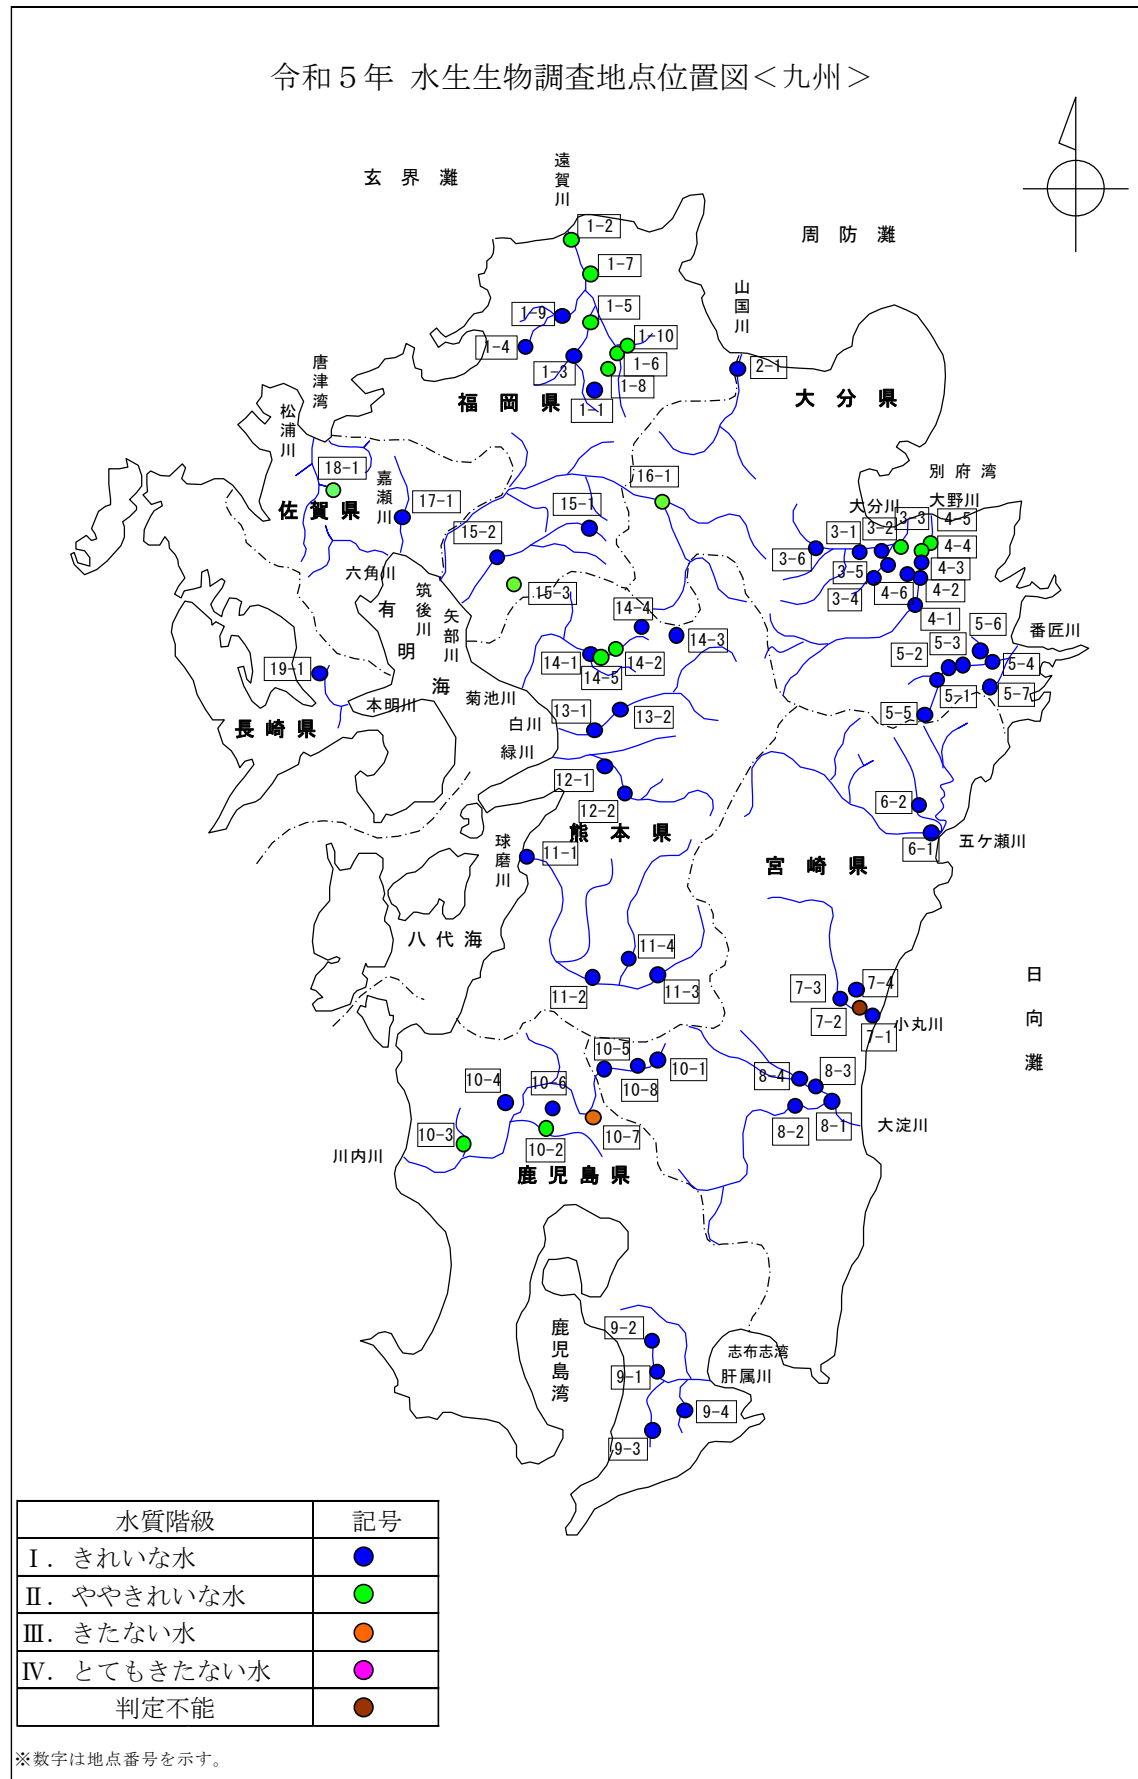 令和５年 水生生物調査地点位置図＜九州＞
玄界灘
遠賀川
周防灘
山国川
1-2
1-7
1-5
1-9
1-10
1-4
1-3
1-6
1-8
1-1
2-1
福岡県
大分県
唐津湾
松浦川
嘉瀬川
18-1
17-1
佐賀県
16-1
15-1
15-2
15-3
別府湾
大分川
大野川
3-3
4-5
3-1
3-2
4-4
3-6
3-5
4-3
4-6
4-2
3-4
4-1
5-6
番匠川
5-3
5-2
5-4
5-1
5-7
5-5
六角川
筑後川
矢部川
有明海
14-4
14-3
14-1
14-2
14-5
19-1
本明川
長崎県
菊池川
13-1
13-2
白川
緑川
12-1
12-2
熊本県
6-2
6-1
五ケ瀬川
宮崎県
球磨川
11-1
八代海
11-4
11-2
11-3
7-3
7-4
7-2
7-1
小丸川
日向灘
10-5
10-1
10-8
10-4
10-6
10-3
10-2
10-7
川内川
鹿児島県
8-4
8-3
8-2
8-1
大淀川
鹿児島湾
9-2
9-1
9-4
9-3
志布志湾
肝属川
水質階級 記号
Ⅰ．きれいな水
Ⅱ．ややきれいな水
Ⅲ．きたない水
Ⅳ．とてもきたない水
判定不能
※数字は地点番号を示す。